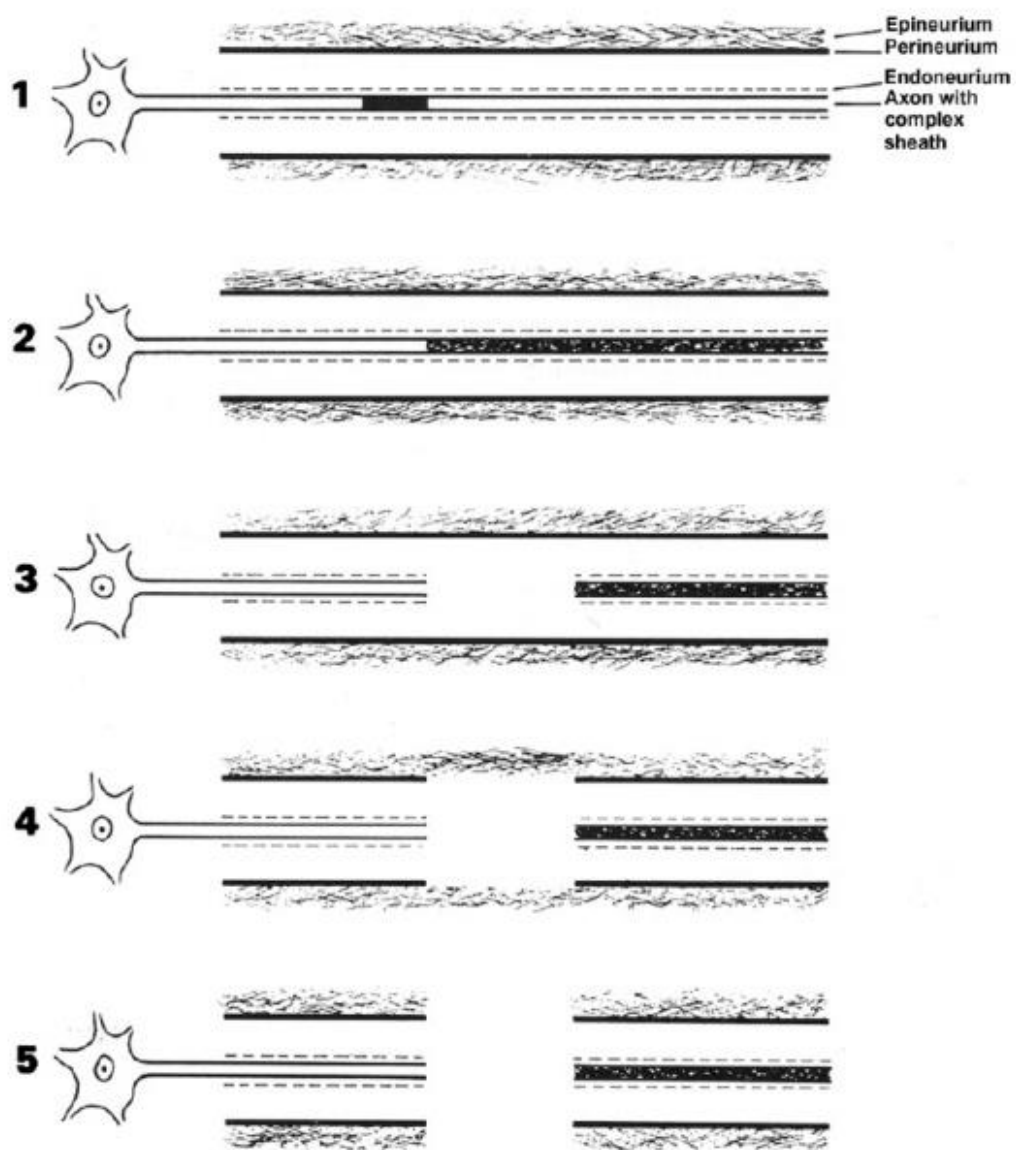 Epineurium
Perineurium
1
Endoneurium
Axon with
complex
sheath
2
3
4
5